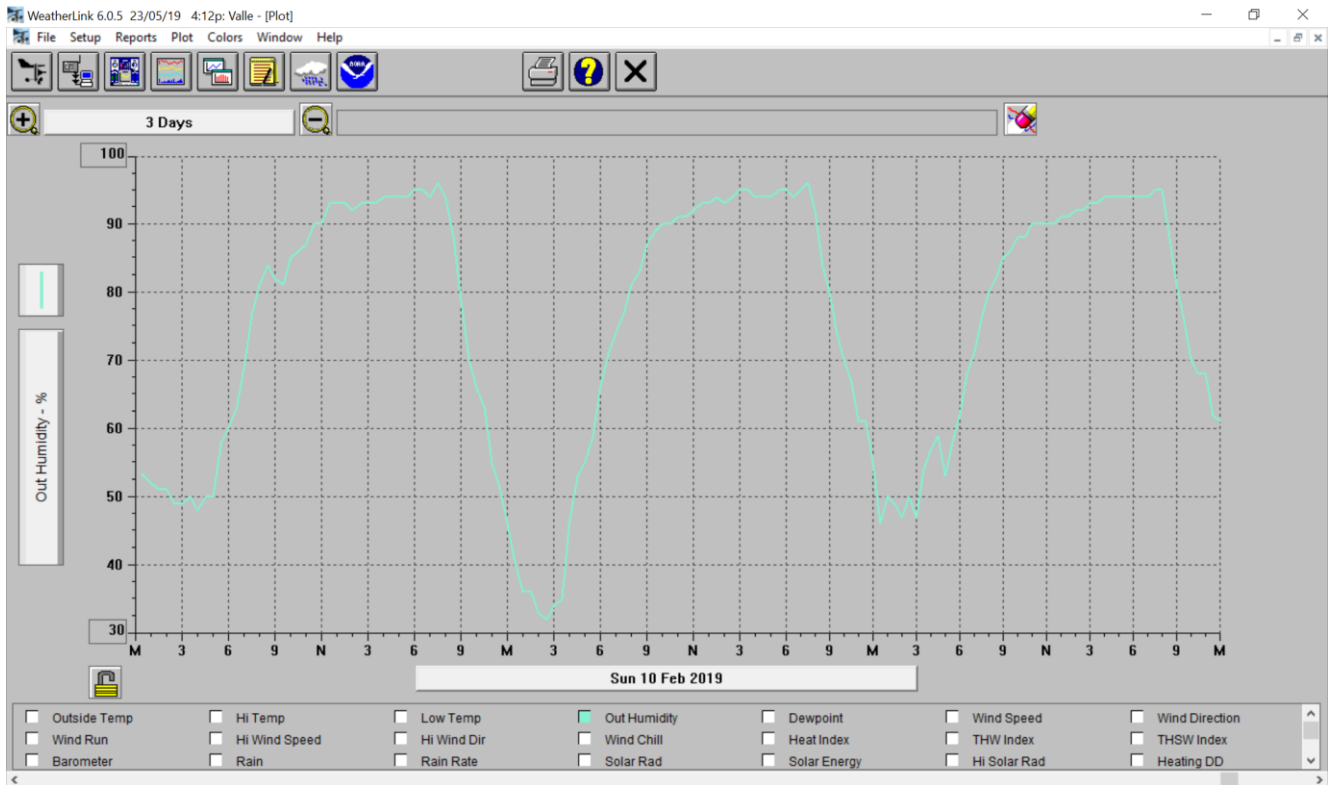 WeatherLink 6.0.5 23/05/19 4:12p: Valle - [Plot]
File Setup Reports Plot Colors Window Help
3 Days
100
90
80
70
60
50
40
30
Out Humidity - %
M 3 6 9 N 3 6 9 M 3 6 9 N 3 6 9 M 3 6 9 N 3 6 9 M
Sun 10 Feb 2019
Outside Temp Hi Temp Low Temp Out Humidity Dewpoint Wind Speed Wind Direction
Wind Run Hi Wind Speed Hi Wind Dir Wind Chill Heat Index THW Index THSW Index
Barometer Rain Rain Rate Solar Rad Solar Energy Hi Solar Rad Heating DD